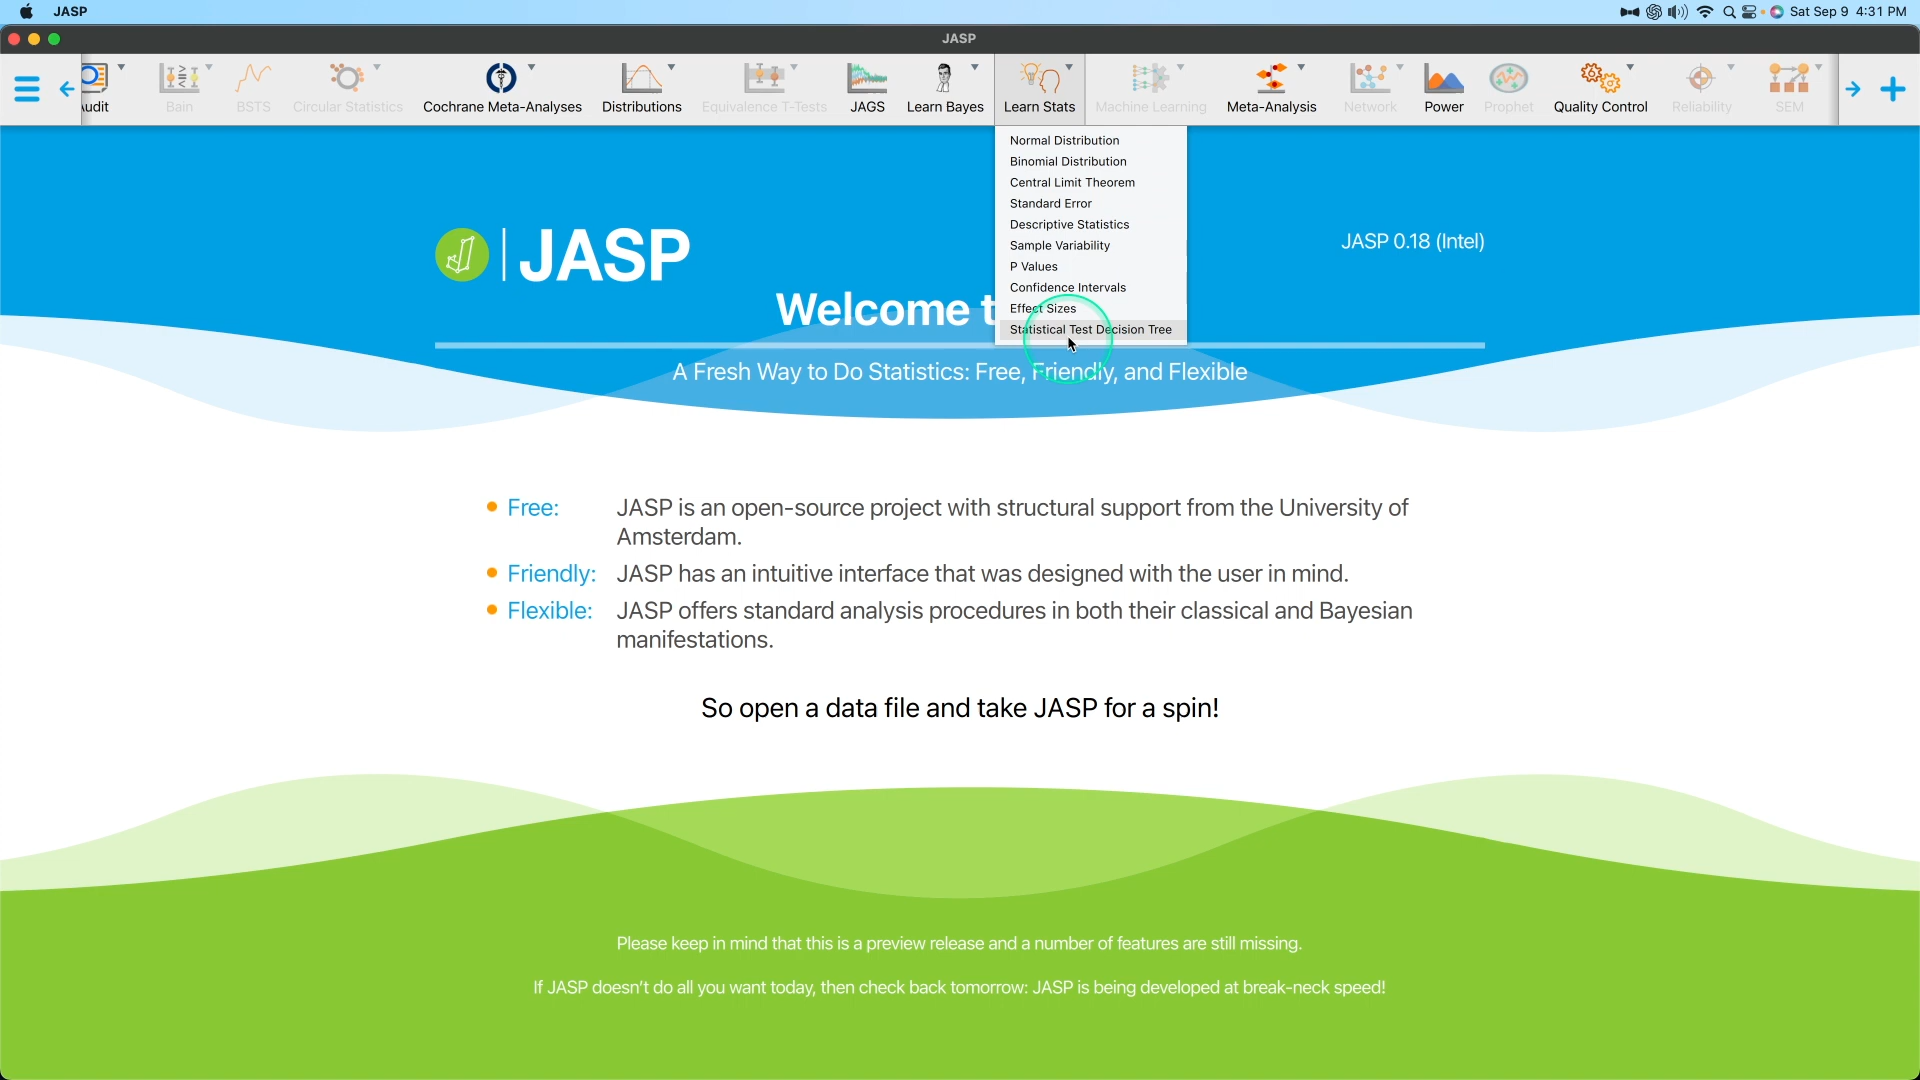 JASP
Sat Sep 9 4:31 PM
JASP
Audit
Bain
BSTS
Circular Statistics
Cochrane Meta-Analyses
Distributions
Equivalence T-Tests
JAGS
Learn Bayes
Learn Stats
Machine Learning
Meta-Analysis
Network
Power
Prophet
Quality Control
Reliability
SEM
Normal Distribution
Binomial Distribution
Central Limit Theorem
Standard Error
Descriptive Statistics
Sample Variability
P Values
Confidence Intervals
Effect Sizes
Statistical Test Decision Tree
JASP
JASP 0.18 (Intel)
Welcome t
A Fresh Way to Do Statistics: Free, Friendly, and Flexible
Free: JASP is an open-source project with structural support from the University of
Amsterdam.
Friendly: JASP has an intuitive interface that was designed with the user in mind.
Flexible: JASP offers standard analysis procedures in both their classical and Bayesian
manifestations.
So open a data file and take JASP for a spin!
Please keep in mind that this is a preview release and a number of features are still missing.
If JASP doesn't do all you want today, then check back tomorrow: JASP is being developed at break-neck speed!